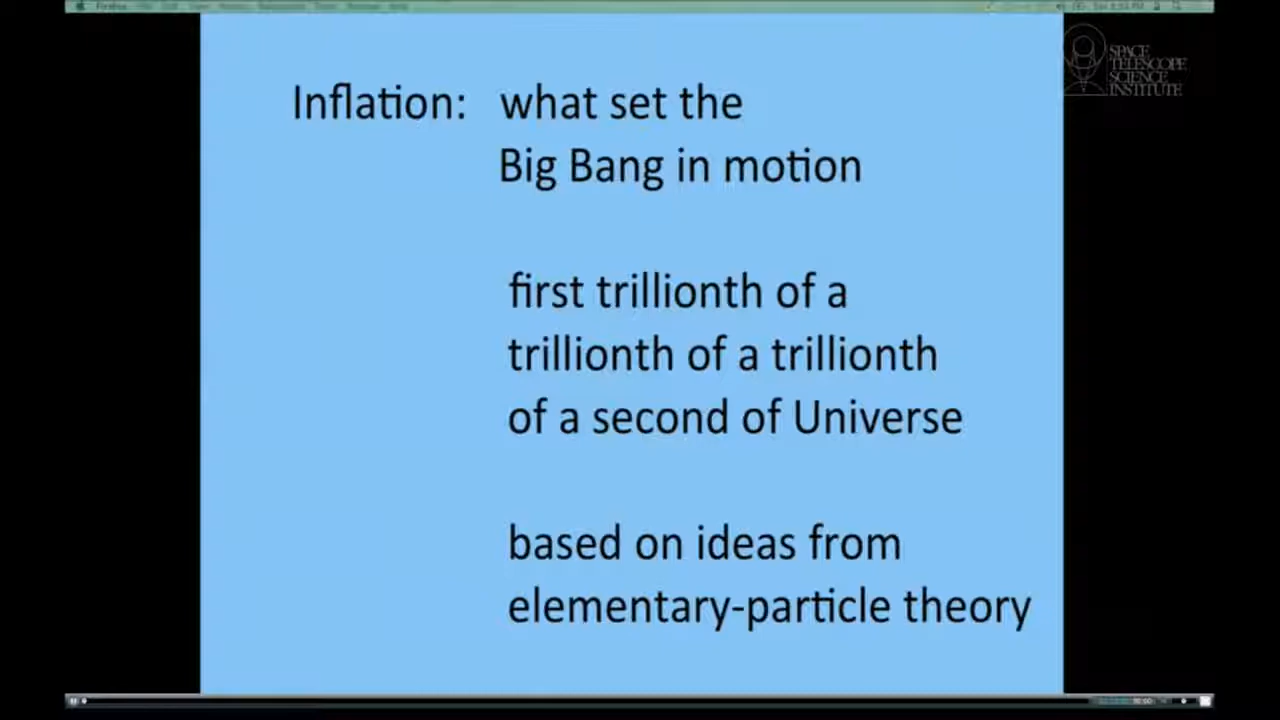 Firefox
SPACE
TELESCOPE
SCIENCE
INSTITUTE
Inflation: what set the
Big Bang in motion
first trillionth of a
trillionth of a trillionth
of a second of Universe
based on ideas from
elementary-particle theory